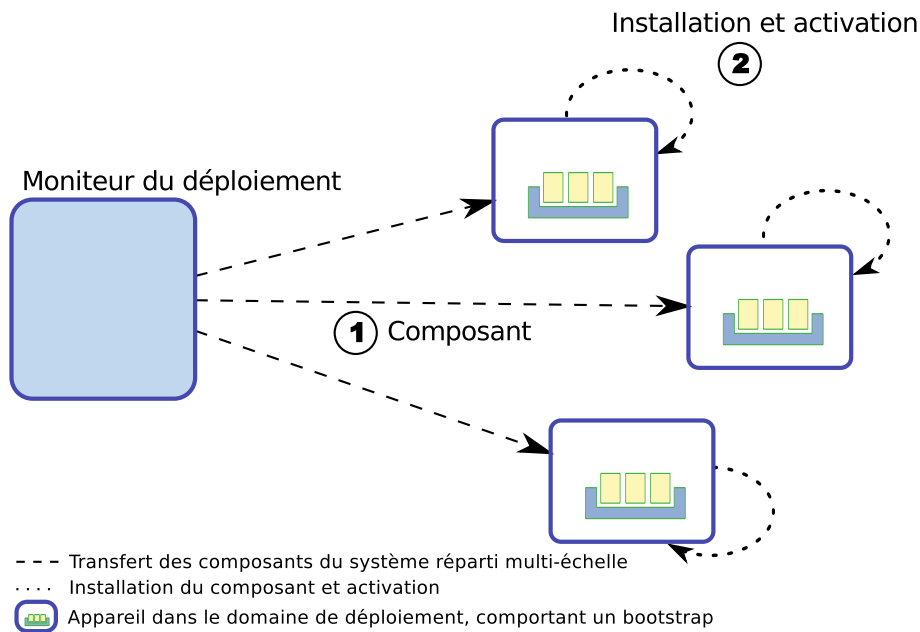 Installation et activation
2
Moniteur du déploiement
1 Composant
Transfert des composants du système réparti multi-échelle
Installation du composant et activation
Appareil dans le domaine de déploiement, comportant un bootstrap